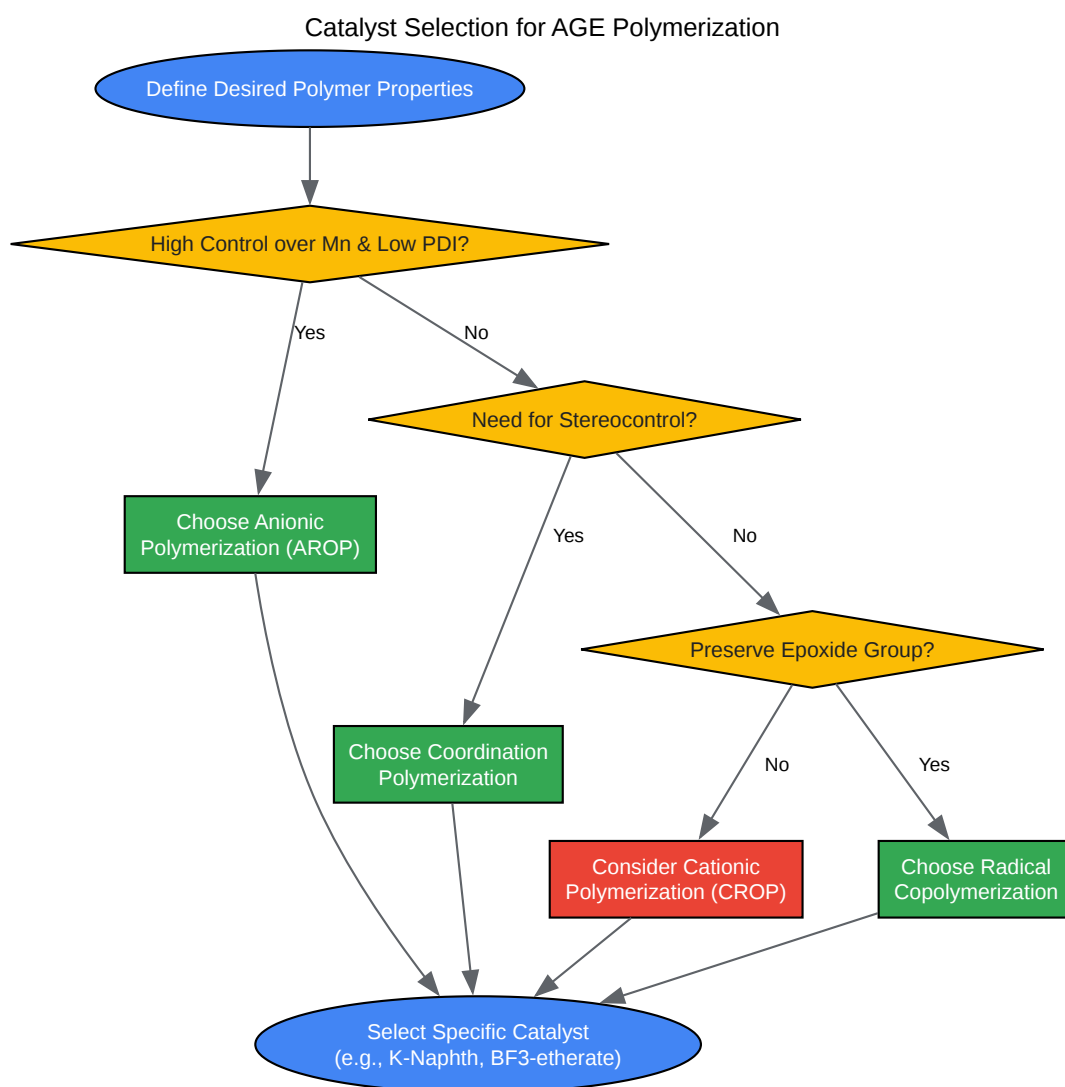 Catalyst Selection for AGE Polymerization
Define Desired Polymer Properties
High Control over Mn & Low PDI?
Yes
No
Need for Stereocontrol?
Choose Anionic
Polymerization (AROP)
Yes
No
Preserve Epoxide Group?
Choose Coordination
Polymerization
No
Yes
Consider Cationic
Polymerization (CROP)
Choose Radical
Copolymerization
Select Specific Catalyst
(e.g., K-Naphth, BF3-etherate)